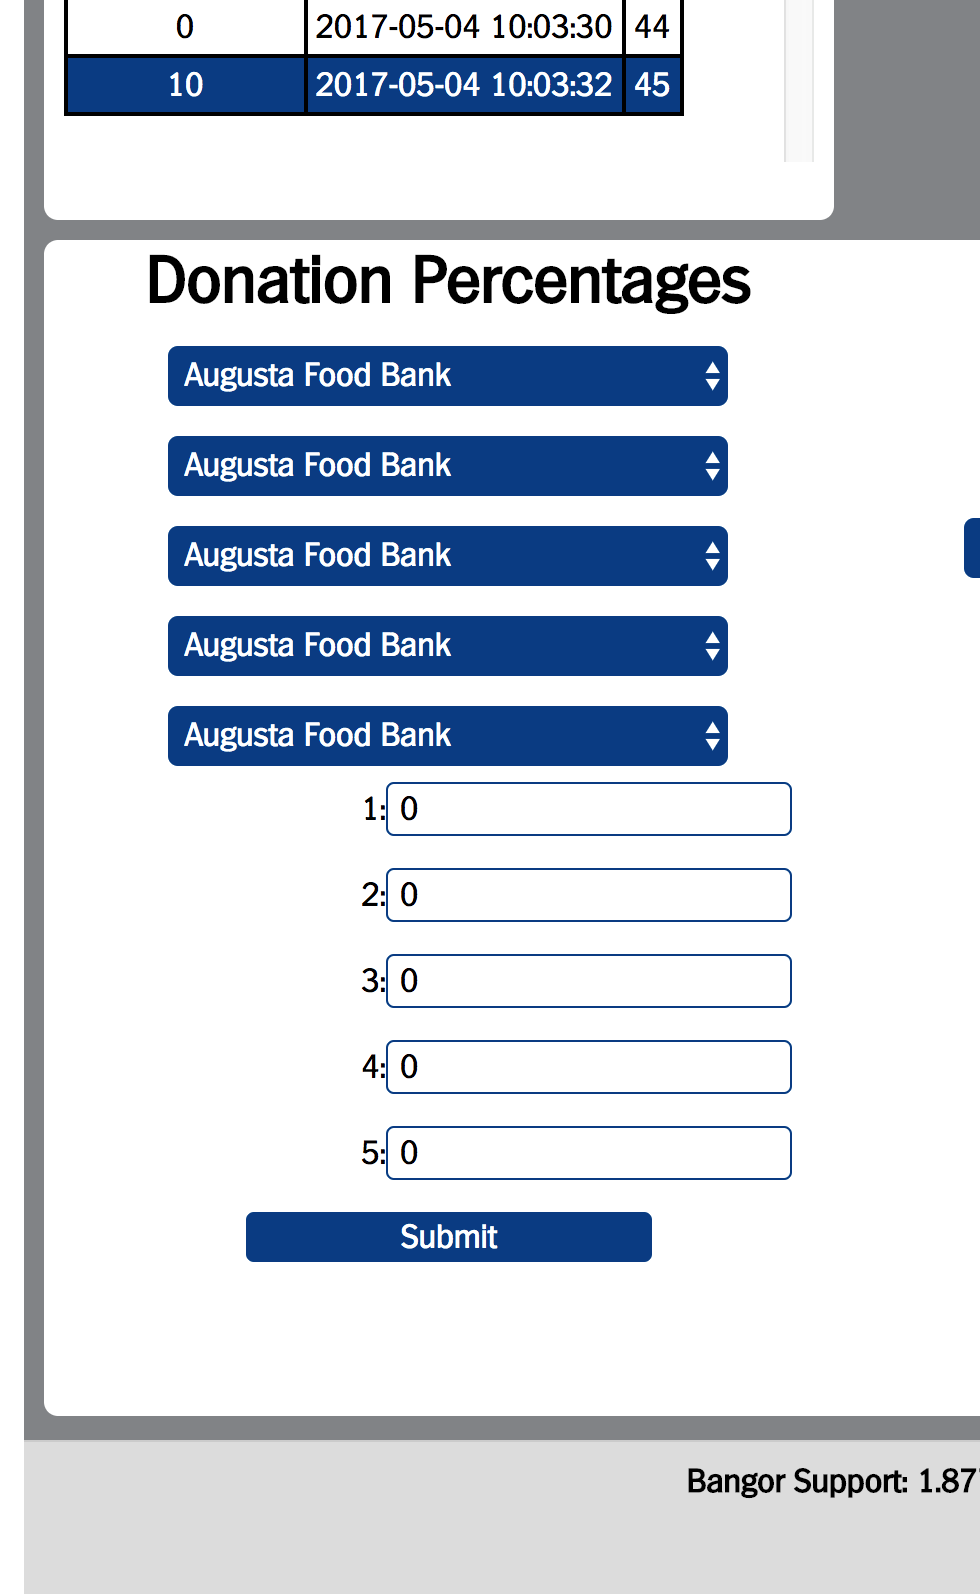 0 2017-05-04 10:03:30 44
10 2017-05-04 10:03:32 45
Donation Percentages
Augusta Food Bank
Augusta Food Bank
Augusta Food Bank
Augusta Food Bank
Augusta Food Bank
1: 0
2: 0
3: 0
4: 0
5: 0
Submit
Bangor Support: 1.87